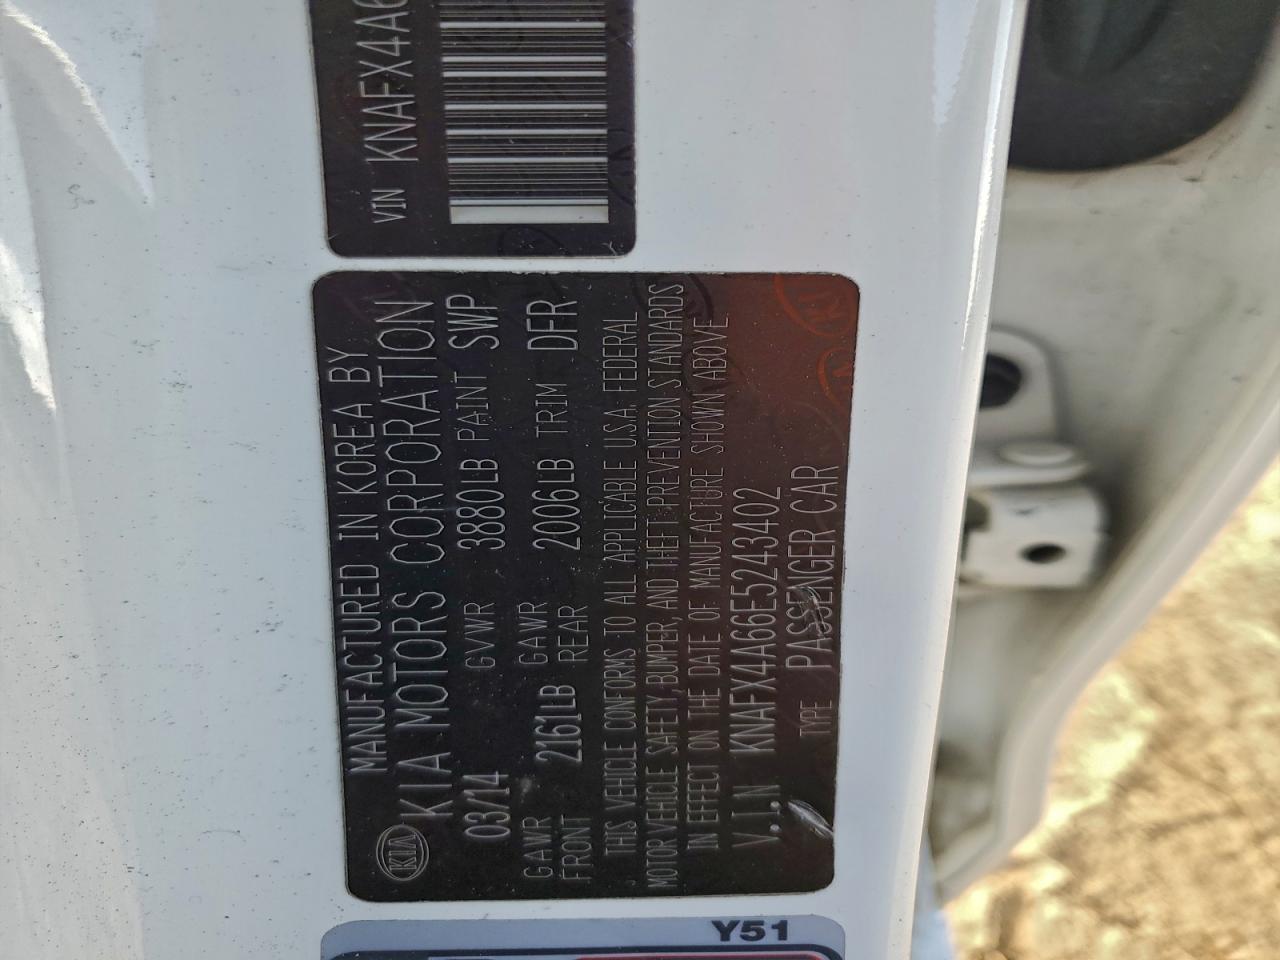 VIN KNAFX4A6
MANUFACTURED IN KOREA BY
KIA KIA MOTORS CORPORATION
03/14 GVWR 3880LB PAINT SWP
GAWR FRONT 2161LB GAWR REAR 2006LB TRIM DFR
THIS VEHICLE CONFORMS TO ALL APPLICABLE U.S.A. FEDERAL
MOTOR VEHICLE SAFETY, BUMPER, AND THEFT PREVENTION STANDARDS
IN EFFECT ON THE DATE OF MANUFACTURE SHOWN ABOVE
V.I.N KNAFX4A66E5243402
TYPE PASSENGER CAR
Y51